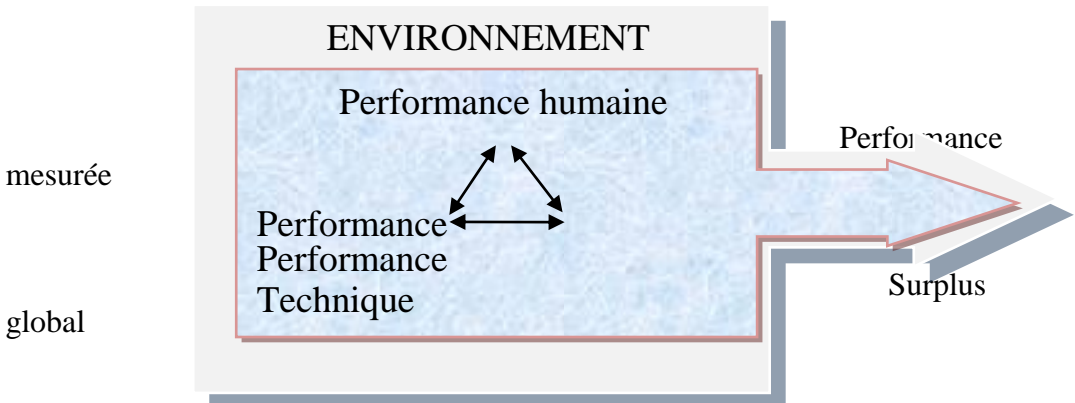 ENVIRONNEMENT
Performance humaine
Performance
mesurée
Performance
Performance
Technique
Surplus
global